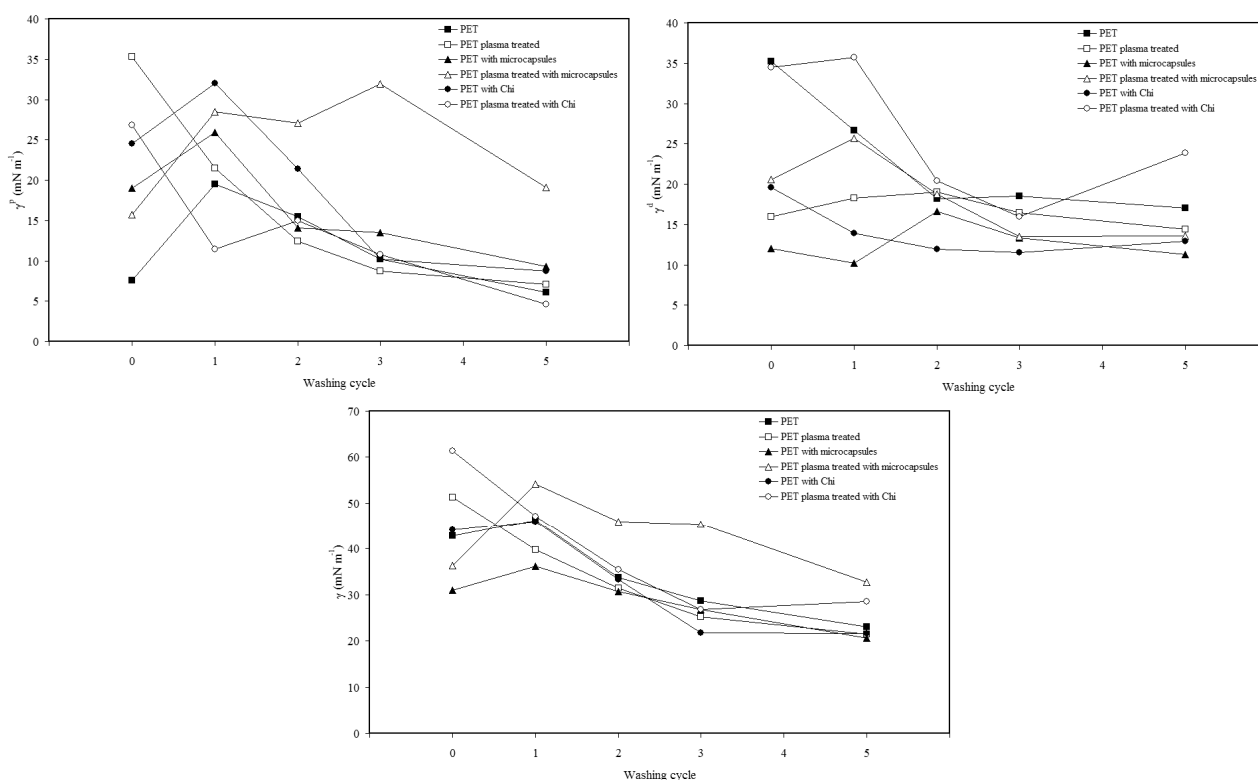 40
35
30
25
20
15
10
5
0
γᵖ (mN m⁻¹)
PET
PET plasma treated
PET with microcapsules
PET plasma treated with microcapsules
PET with Chi
PET plasma treated with Chi
0 1 2 3 4 5
Washing cycle
40
35
30
25
20
15
10
5
0
γᵈ (mN m⁻¹)
PET
PET plasma treated
PET with microcapsules
PET plasma treated with microcapsules
PET with Chi
PET plasma treated with Chi
0 1 2 3 4 5
Washing cycle
70
60
50
40
30
20
10
0
γ (mN m⁻¹)
PET
PET plasma treated
PET with microcapsules
PET plasma treated with microcapsules
PET with Chi
PET plasma treated with Chi
0 1 2 3 4 5
Washing cycle